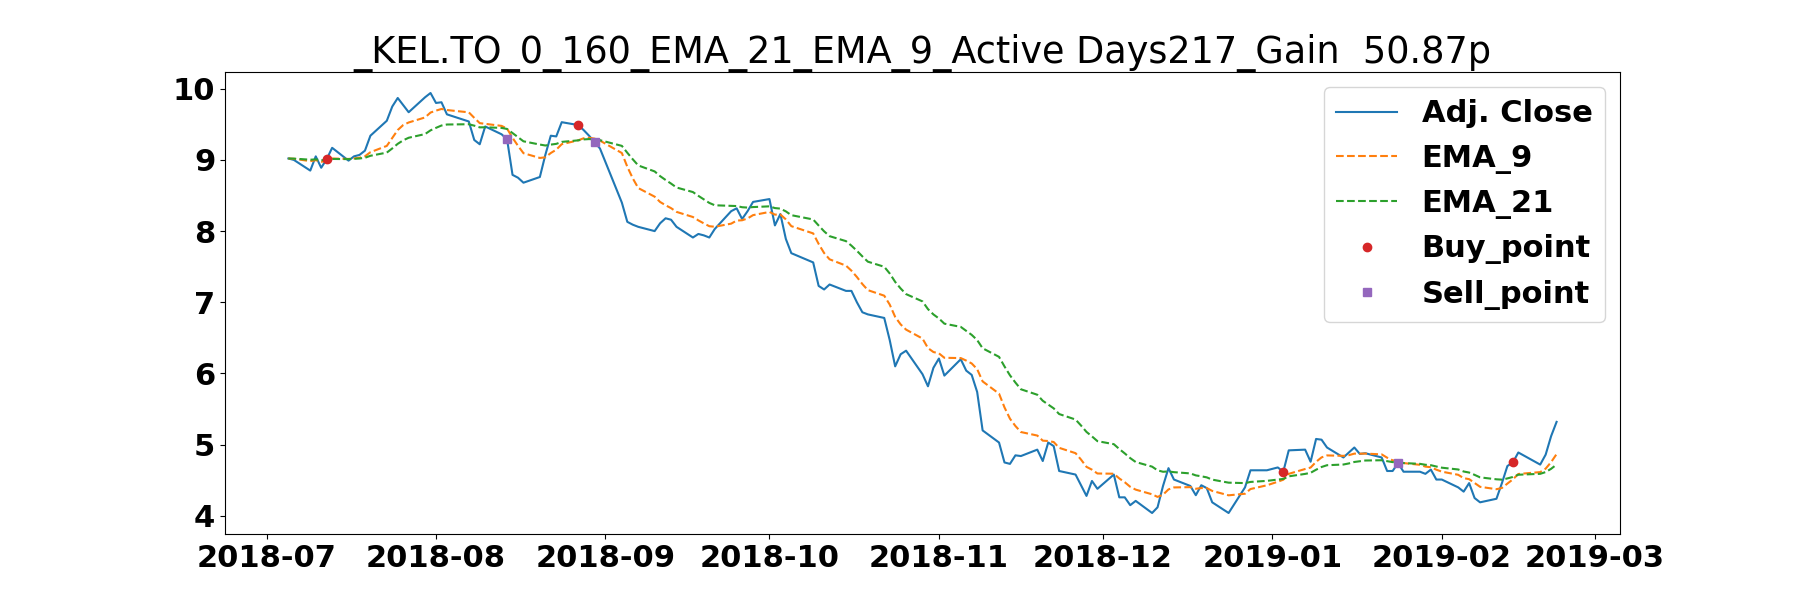 _KEL.TO_0_160_EMA_21_EMA_9_Active Days217_Gain  50.87p
10
9
8
7
6
5
4
Adj. Close
EMA_9
EMA_21
Buy_point
Sell_point
2018-07 2018-08 2018-09 2018-10 2018-11 2018-12 2019-01 2019-02 2019-03